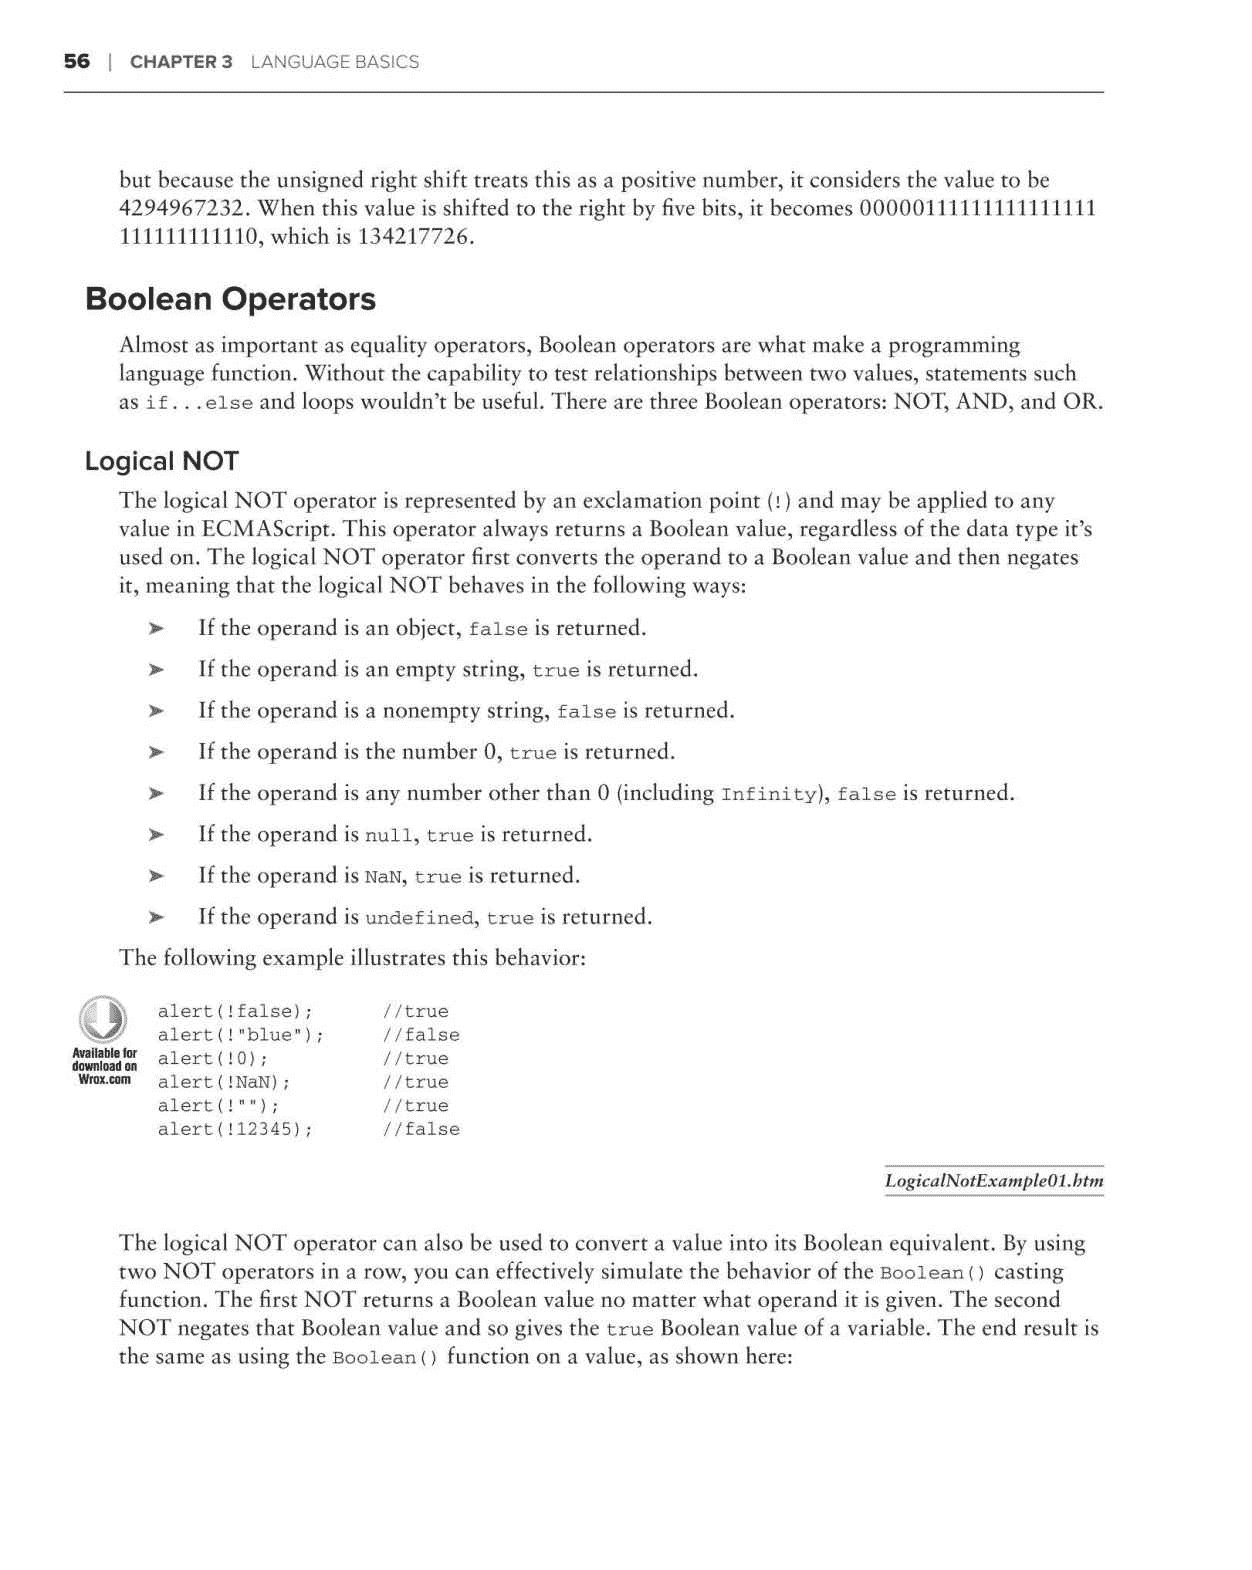 56 | CHAPTER 3 LANGUAGE BASICS
but because the unsigned right shift treats this as a positive number, it considers the value to be
4294967232. When this value is shifted to the right by five bits, it becomes 00000111111111111111
111111111110, which is 134217726.
Boolean Operators
Almost as important as equality operators, Boolean operators are what make a programming
language function. Without the capability to test relationships between two values, statements such
as if...else and loops wouldn't be useful. There are three Boolean operators: NOT, AND, and OR.
Logical NOT
The logical NOT operator is represented by an exclamation point (!) and may be applied to any
value in ECMAScript. This operator always returns a Boolean value, regardless of the data type it's
used on. The logical NOT operator first converts the operand to a Boolean value and then negates
it, meaning that the logical NOT behaves in the following ways:
➤ If the operand is an object, false is returned.
➤ If the operand is an empty string, true is returned.
➤ If the operand is a nonempty string, false is returned.
➤ If the operand is the number 0, true is returned.
➤ If the operand is any number other than 0 (including Infinity), false is returned.
➤ If the operand is null, true is returned.
➤ If the operand is NaN, true is returned.
➤ If the operand is undefined, true is returned.
The following example illustrates this behavior:
Available for
download on
Wrox.com
alert(!false); //true
alert(!"blue"); //false
alert(!0); //true
alert(!NaN); //true
alert(!""); //true
alert(!12345); //false
LogicalNotExample01.htm
The logical NOT operator can also be used to convert a value into its Boolean equivalent. By using
two NOT operators in a row, you can effectively simulate the behavior of the Boolean() casting
function. The first NOT returns a Boolean value no matter what operand it is given. The second
NOT negates that Boolean value and so gives the true Boolean value of a variable. The end result is
the same as using the Boolean() function on a value, as shown here: